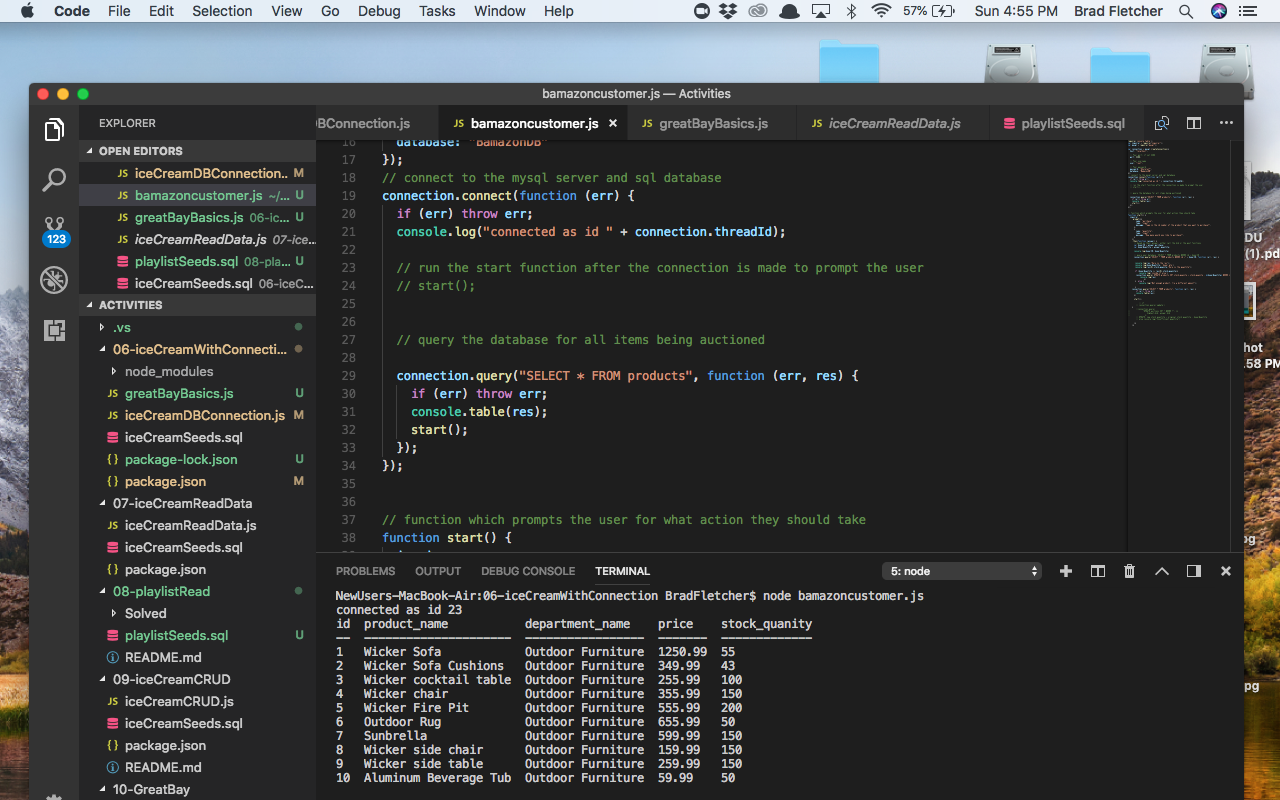 Code File Edit Selection View Go Debug Tasks Window Help 57% Sun 4:55 PM Brad Fletcher
bamazoncustomer.js — Activities
EXPLORER
OPEN EDITORS
JS iceCreamDBConnection... M
JS bamazoncustomer.js ~/... U
JS greatBayBasics.js 06-ic... U
JS iceCreamReadData.js 07-ice...
playlistSeeds.sql 08-pla... U
iceCreamSeeds.sql 06-iceC...
123
ACTIVITIES
.vs
06-iceCreamWithConnecti...
node_modules
JS greatBayBasics.js U
JS iceCreamDBConnection.js M
iceCreamSeeds.sql
{} package-lock.json U
{} package.json M
07-iceCreamReadData
JS iceCreamReadData.js
iceCreamSeeds.sql
{} package.json
08-playlistRead
Solved
playlistSeeds.sql U
README.md
09-iceCreamCRUD
JS iceCreamCRUD.js
iceCreamSeeds.sql
{} package.json
README.md
10-GreatBay
DBConnection.js JS bamazoncustomer.js × JS greatBayBasics.js JS iceCreamReadData.js playlistSeeds.sql ...
16 database: "BamazonDB"
17 });
18 // connect to the mysql server and sql database
19 connection.connect(function (err) {
20 if (err) throw err;
21 console.log("connected as id " + connection.threadId);
22
23 // run the start function after the connection is made to prompt the user
24 // start();
25
26
27 // query the database for all items being auctioned
28
29 connection.query("SELECT * FROM products", function (err, res) {
30 if (err) throw err;
31 console.table(res);
32 start();
33 });
34 });
35
36
37 // function which prompts the user for what action they should take
38 function start() {
PROBLEMS OUTPUT DEBUG CONSOLE TERMINAL 5: node
NewUsers-MacBook-Air:06-iceCreamWithConnection BradFletcher$ node bamazoncustomer.js
connected as id 23
id product_name department_name price stock_quanity
-- --------------------- ----------------- ------- -------------
1 Wicker Sofa Outdoor Furniture 1250.99 55
2 Wicker Sofa Cushions Outdoor Furniture 349.99 43
3 Wicker cocktail table Outdoor Furniture 255.99 100
4 Wicker chair Outdoor Furniture 355.99 150
5 Wicker Fire Pit Outdoor Furniture 555.99 200
6 Outdoor Rug Outdoor Furniture 655.99 50
7 Sunbrella Outdoor Furniture 599.99 150
8 Wicker side chair Outdoor Furniture 159.99 150
9 Wicker side table Outdoor Furniture 259.99 150
10 Aluminum Beverage Tub Outdoor Furniture 59.99 50
DU
(1).pd
hot
.58 PM
pg
pg